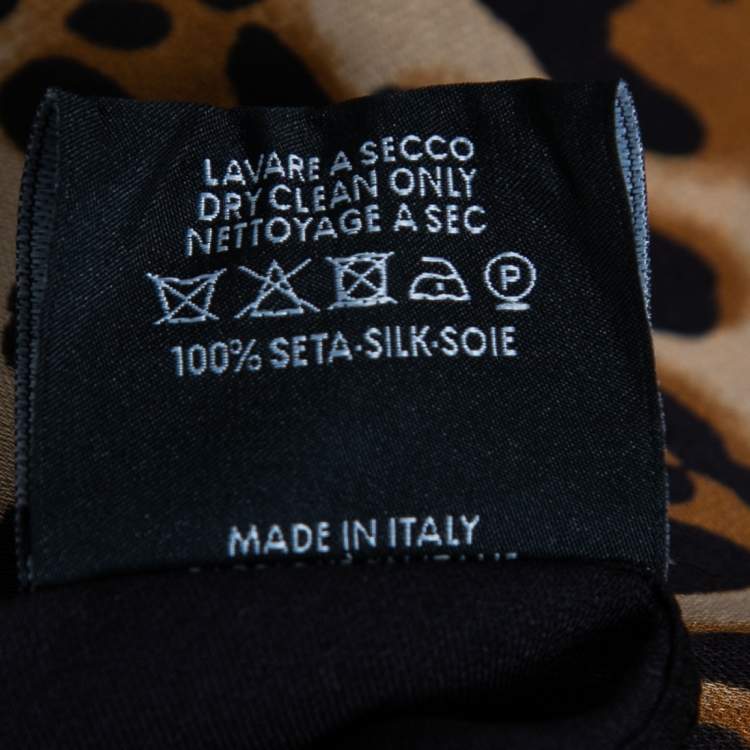 LAVARE A SECCO
DRY CLEAN ONLY
NETTOYAGE A SEC
P
100% SETA-SILK-SOIE
MADE IN ITALY